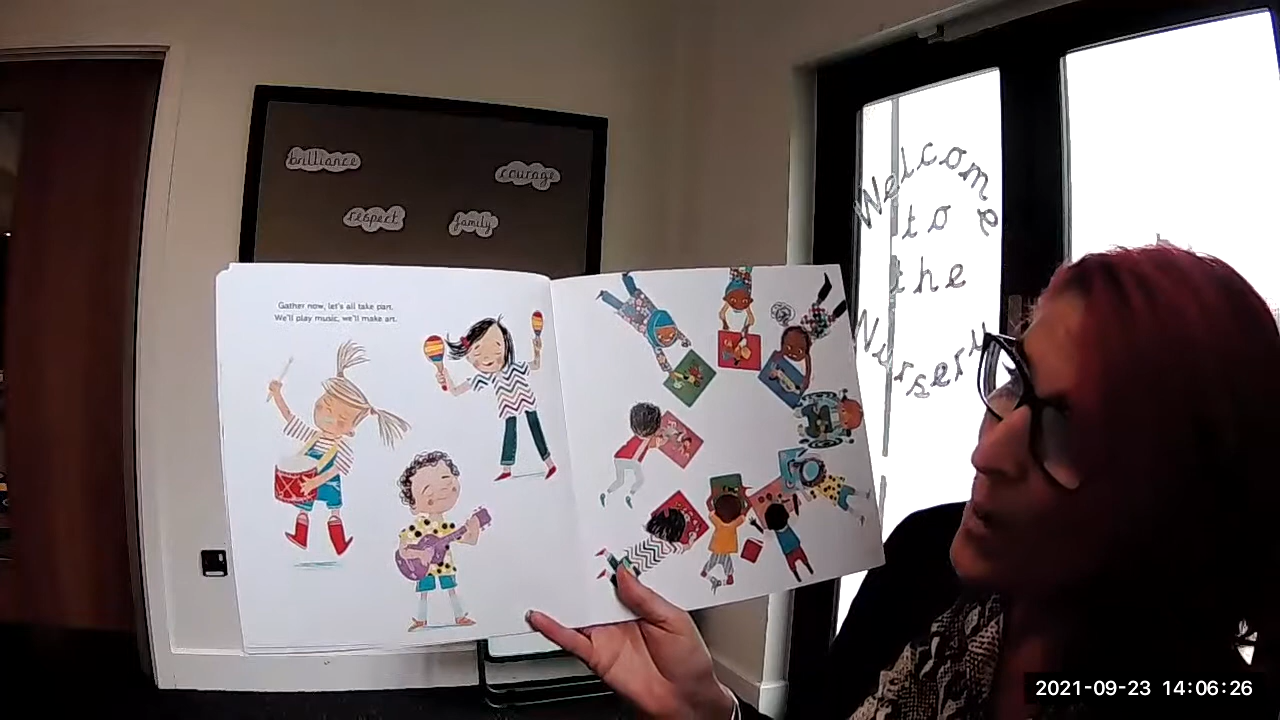 brilliance
courage
respect
family
Welcome
to
the
Nursery
Gather now, let's all take part.
We'll play music, we'll make art.
2021-09-23 14:06:26